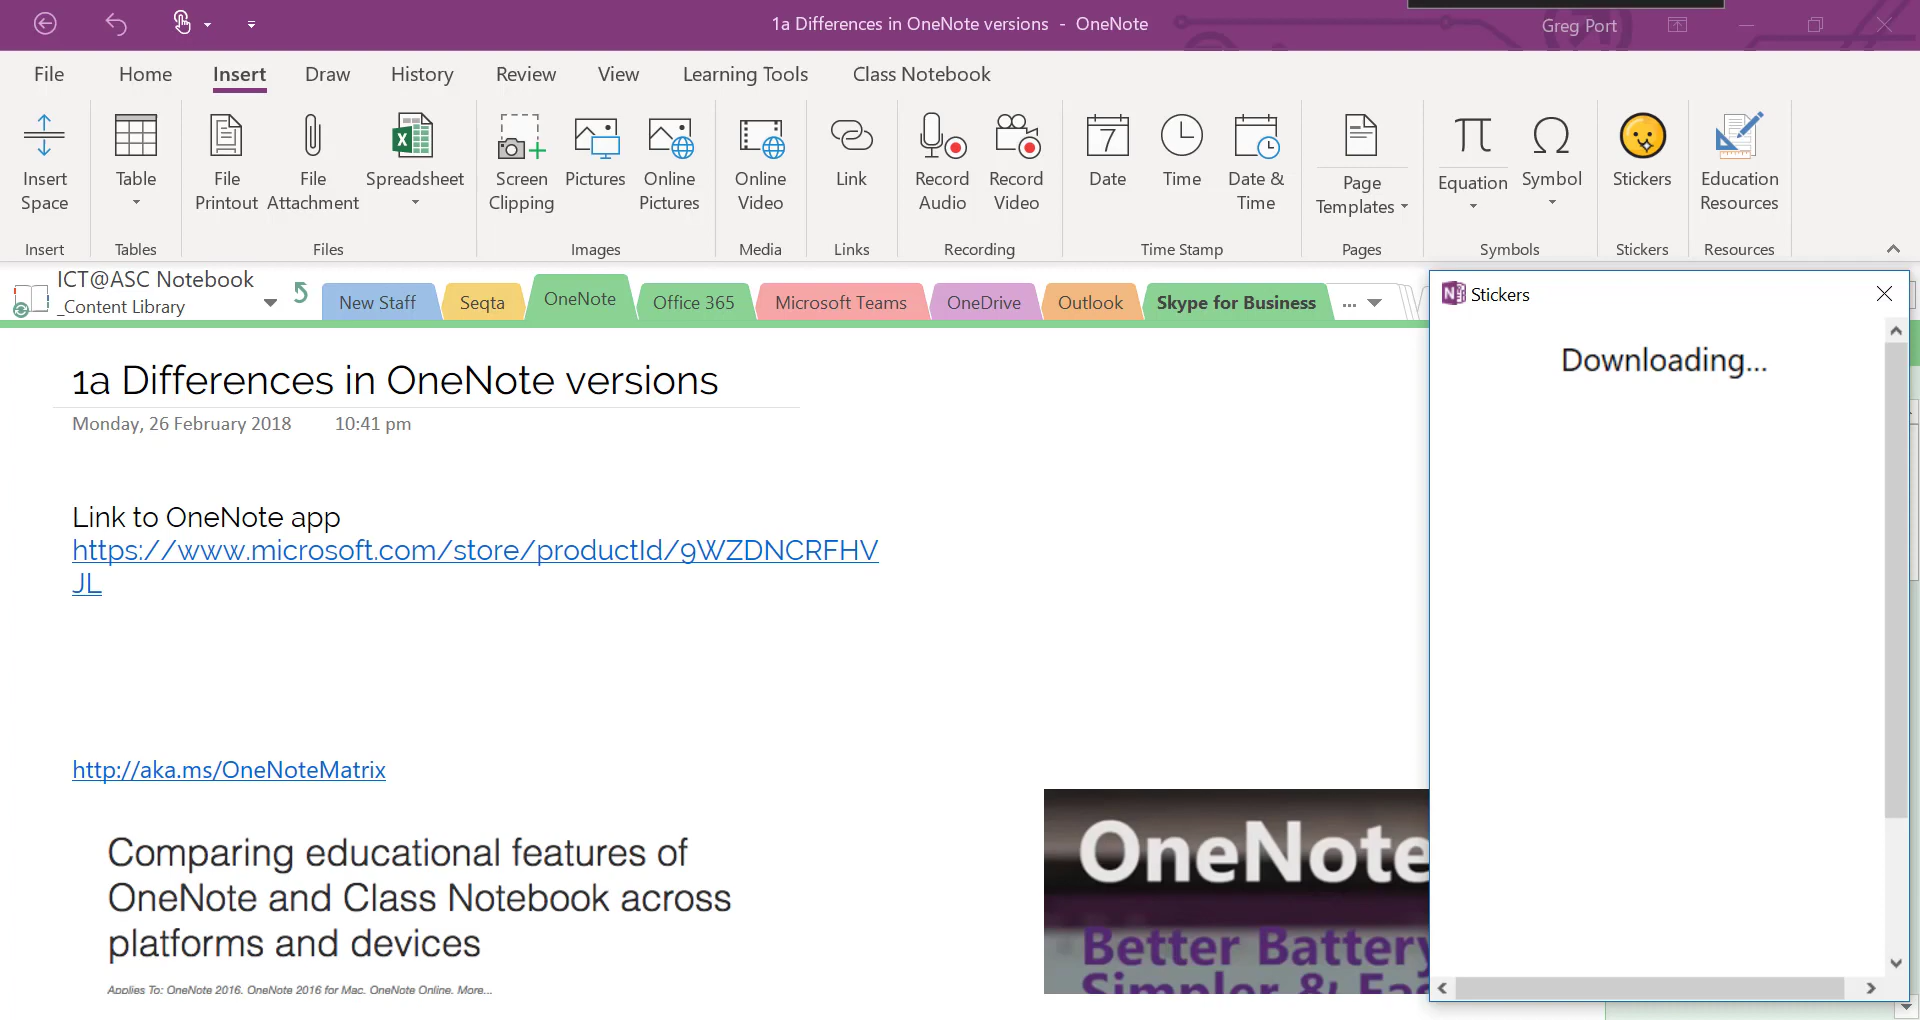 1a Differences in OneNote versions - OneNote
Greg Port
File Home Insert Draw History Review View Learning Tools Class Notebook
Insert Space
Table
File Printout
File Attachment
Spreadsheet
Screen Clipping
Pictures
Online Pictures
Online Video
Link
Record Audio
Record Video
7
Date
Time
Date & Time
Page Templates
Equation
Symbol
Stickers
Education Resources
Insert Tables Files Images Media Links Recording Time Stamp Pages Symbols Stickers Resources
ICT@ASC Notebook
_Content Library
New Staff Seqta OneNote Office 365 Microsoft Teams OneDrive Outlook Skype for Business ...
Stickers
Downloading...
1a Differences in OneNote versions
Monday, 26 February 2018 10:41 pm
Link to OneNote app
https://www.microsoft.com/store/productId/9WZDNCRFHV
JL
http://aka.ms/OneNoteMatrix
Comparing educational features of
OneNote and Class Notebook across
platforms and devices
Applies To: OneNote 2016, OneNote 2016 for Mac, OneNote Online, More...
OneNote
Better Battery
Simpler &